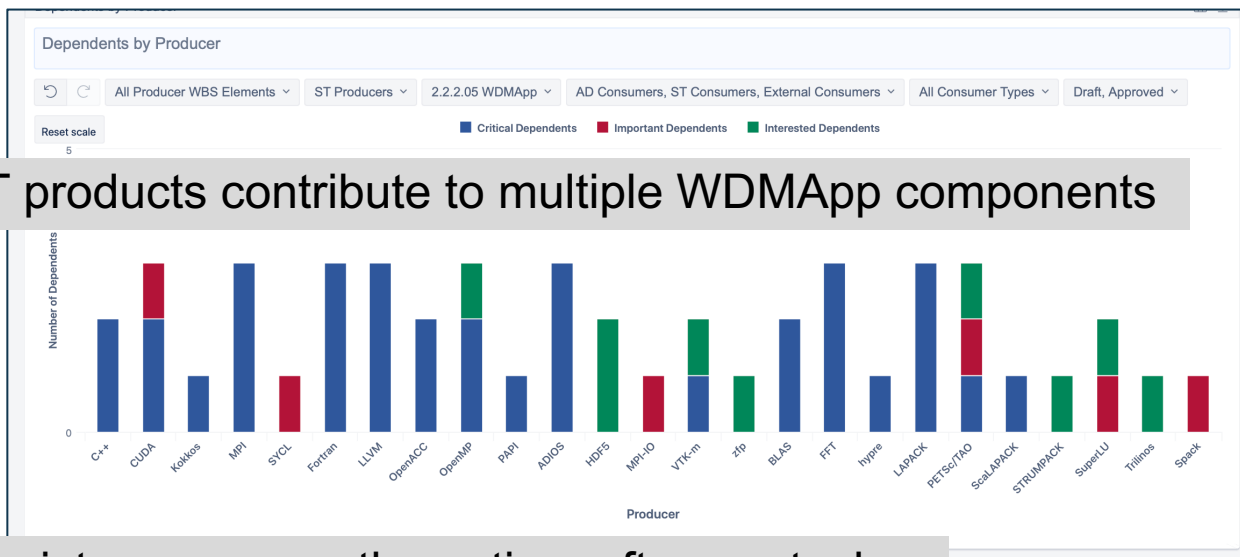 Dependents by Producer
All Producer WBS Elements ST Producers 2.2.2.05 WDMApp AD Consumers, ST Consumers, External Consumers All Consumer Types Draft, Approved
Reset scale
Critical Dependents Important Dependents Interested Dependents
5
products contribute to multiple WDMApp components
Number of Dependents
0
C++ CUDA Kokkos MPI SYCL Fortran LLVM OpenACC OpenMP PAPI ADIOS HDF5 MPI-IO VTK-m zfp BLAS FFT hypre LAPACK PETSc/TAO ScaLAPACK STRUMPACK SuperLU Trilinos Spack
Producer